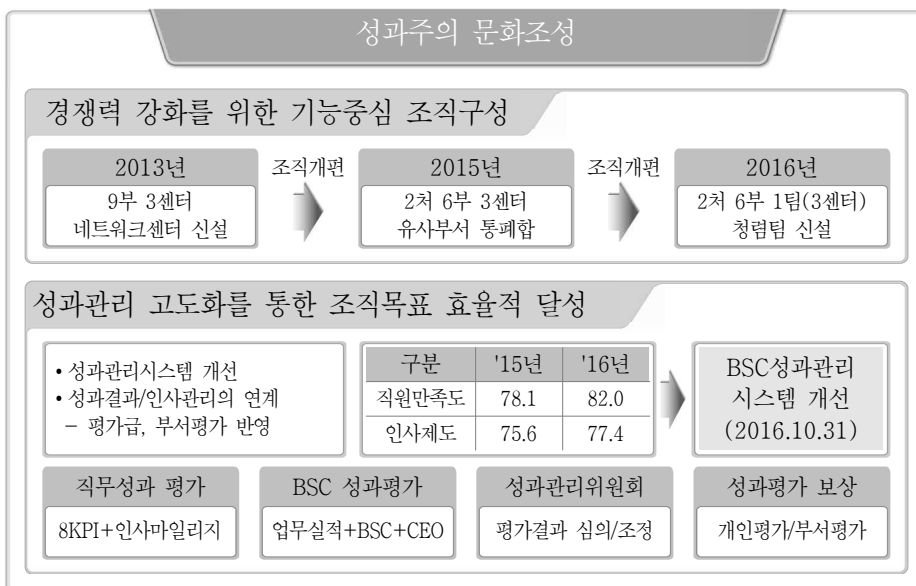 성과주의 문화조성
경쟁력 강화를 위한 기능중심 조직구성
2013년
9부 3센터
네트워크센터 신설
조직개편
2015년
2처 6부 3센터
유사부서 통폐합
조직개편
2016년
2처 6부 1팀(3센터)
청렴팀 신설
성과관리 고도화를 통한 조직목표 효율적 달성
• 성과관리시스템 개선
• 성과결과/인사관리의 연계
– 평가급, 부서평가 반영
구분 '15년 '16년
직원만족도 78.1 82.0
인사제도 75.6 77.4
BSC성과관리
시스템 개선
(2016.10.31)
직무성과 평가
8KPI+인사마일리지
BSC 성과평가
업무실적+BSC+CEO
성과관리위원회
평가결과 심의/조정
성과평가 보상
개인평가/부서평가